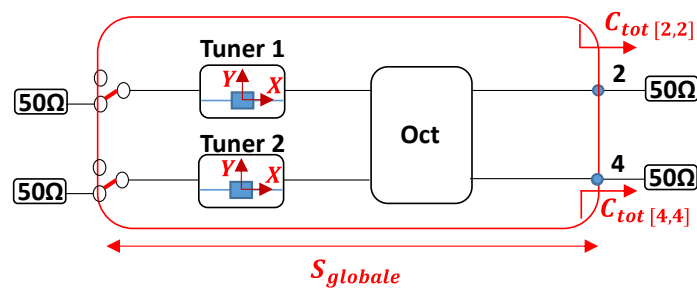 C_tot [2,2]
Tuner 1
2
Y
X
50Ω
50Ω
Oct
Tuner 2
4
Y
X
50Ω
50Ω
C_tot [4,4]
S_globale